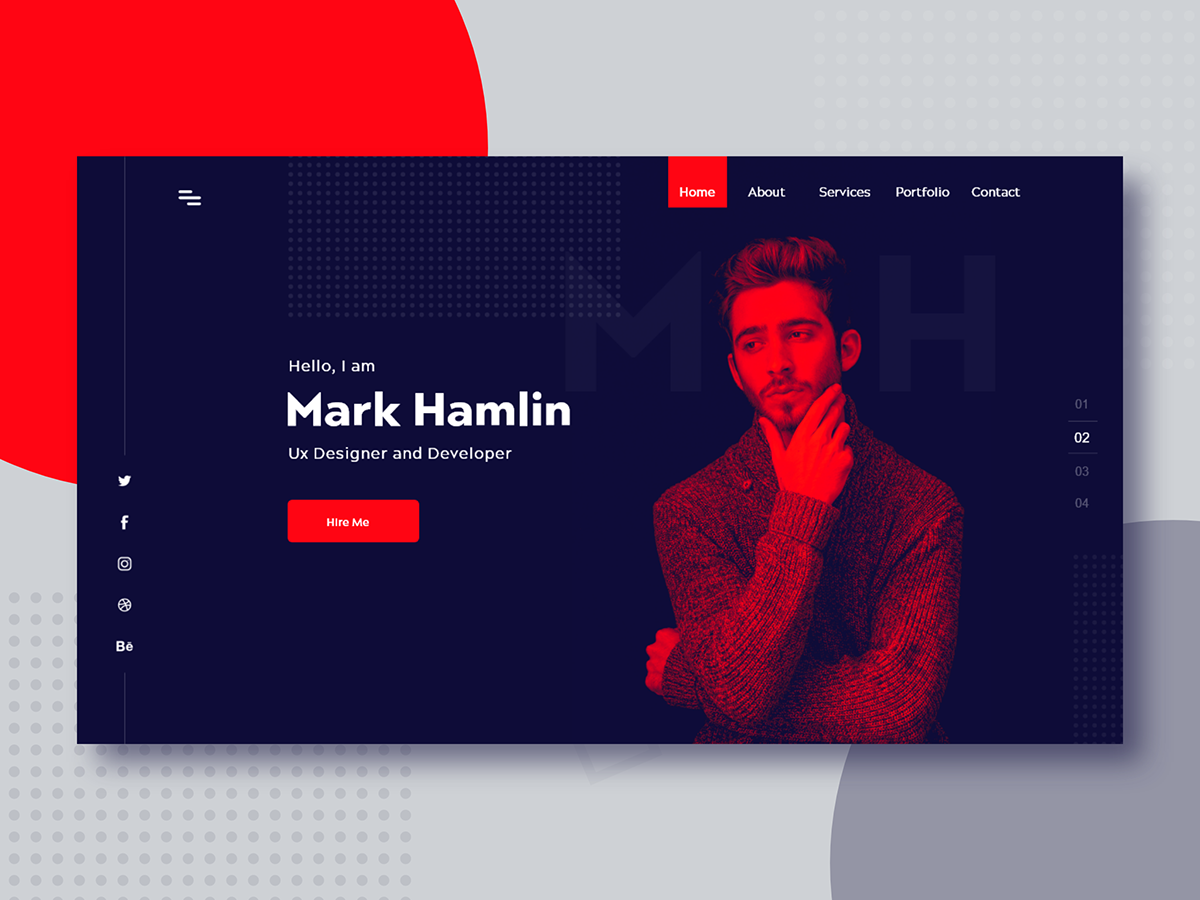 Home About Services Portfolio Contact
M H
Hello, I am
Mark Hamlin
Ux Designer and Developer
HIre Me
01
02
03
04
Bē